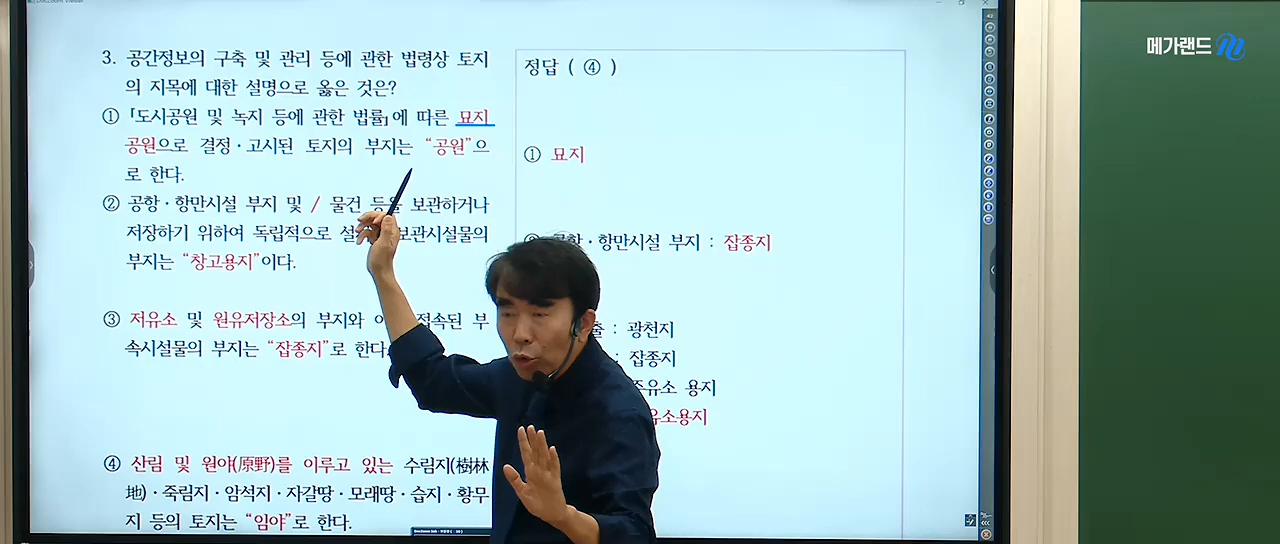 메가랜드
3. 공간정보의 구축 및 관리 등에 관한 법령상 토지
의 지목에 대한 설명으로 옳은 것은?
① 「도시공원 및 녹지 등에 관한 법률」에 따른 묘지
공원으로 결정·고시된 토지의 부지는 “공원”으
로 한다.
② 공항·항만시설 부지 및 / 물건 등을 보관하거나
저장하기 위하여 독립적으로 보관시설물의
부지는 “창고용지”이다.
③ 저유소 및 원유저장소의 부지와 접속된 부
속시설물의 부지는 “잡종지”로 한다.
④ 산림 및 원야(原野)를 이루고 있는 수림지(樹林
地)·죽림지·암석지·자갈땅·모래땅·습지·황무
지 등의 토지는 “임야”로 한다.
정답 ( ④ )
① 묘지
·항만시설 부지 : 잡종지
: 광천지
: 잡종지
용지
유소용지